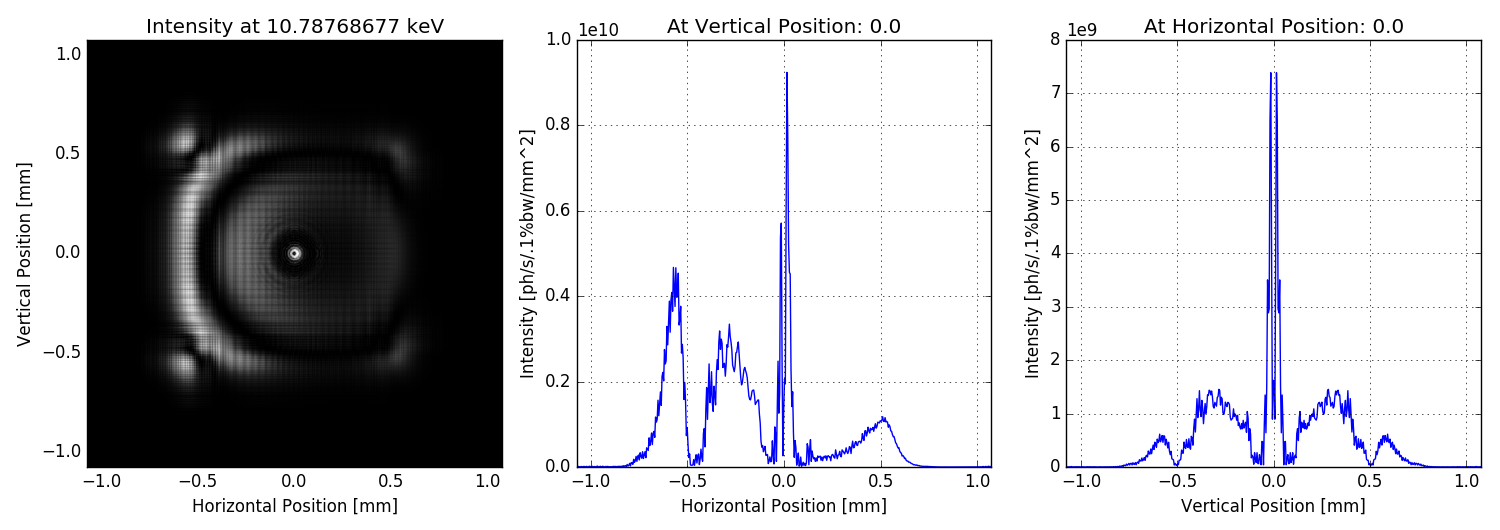 Intensity at 10.78768677 keV
1.0
0.5
0.0
−0.5
−1.0
Vertical Position [mm]
−1.0 −0.5 0.0 0.5 1.0
Horizontal Position [mm]
At Vertical Position: 0.0
1e10
1.0
0.8
0.6
0.4
0.2
0.0
Intensity [ph/s/.1%bw/mm^2]
−1.0 −0.5 0.0 0.5 1.0
Horizontal Position [mm]
At Horizontal Position: 0.0
1e9
8
7
6
5
4
3
2
1
0
Intensity [ph/s/.1%bw/mm^2]
−1.0 −0.5 0.0 0.5 1.0
Vertical Position [mm]